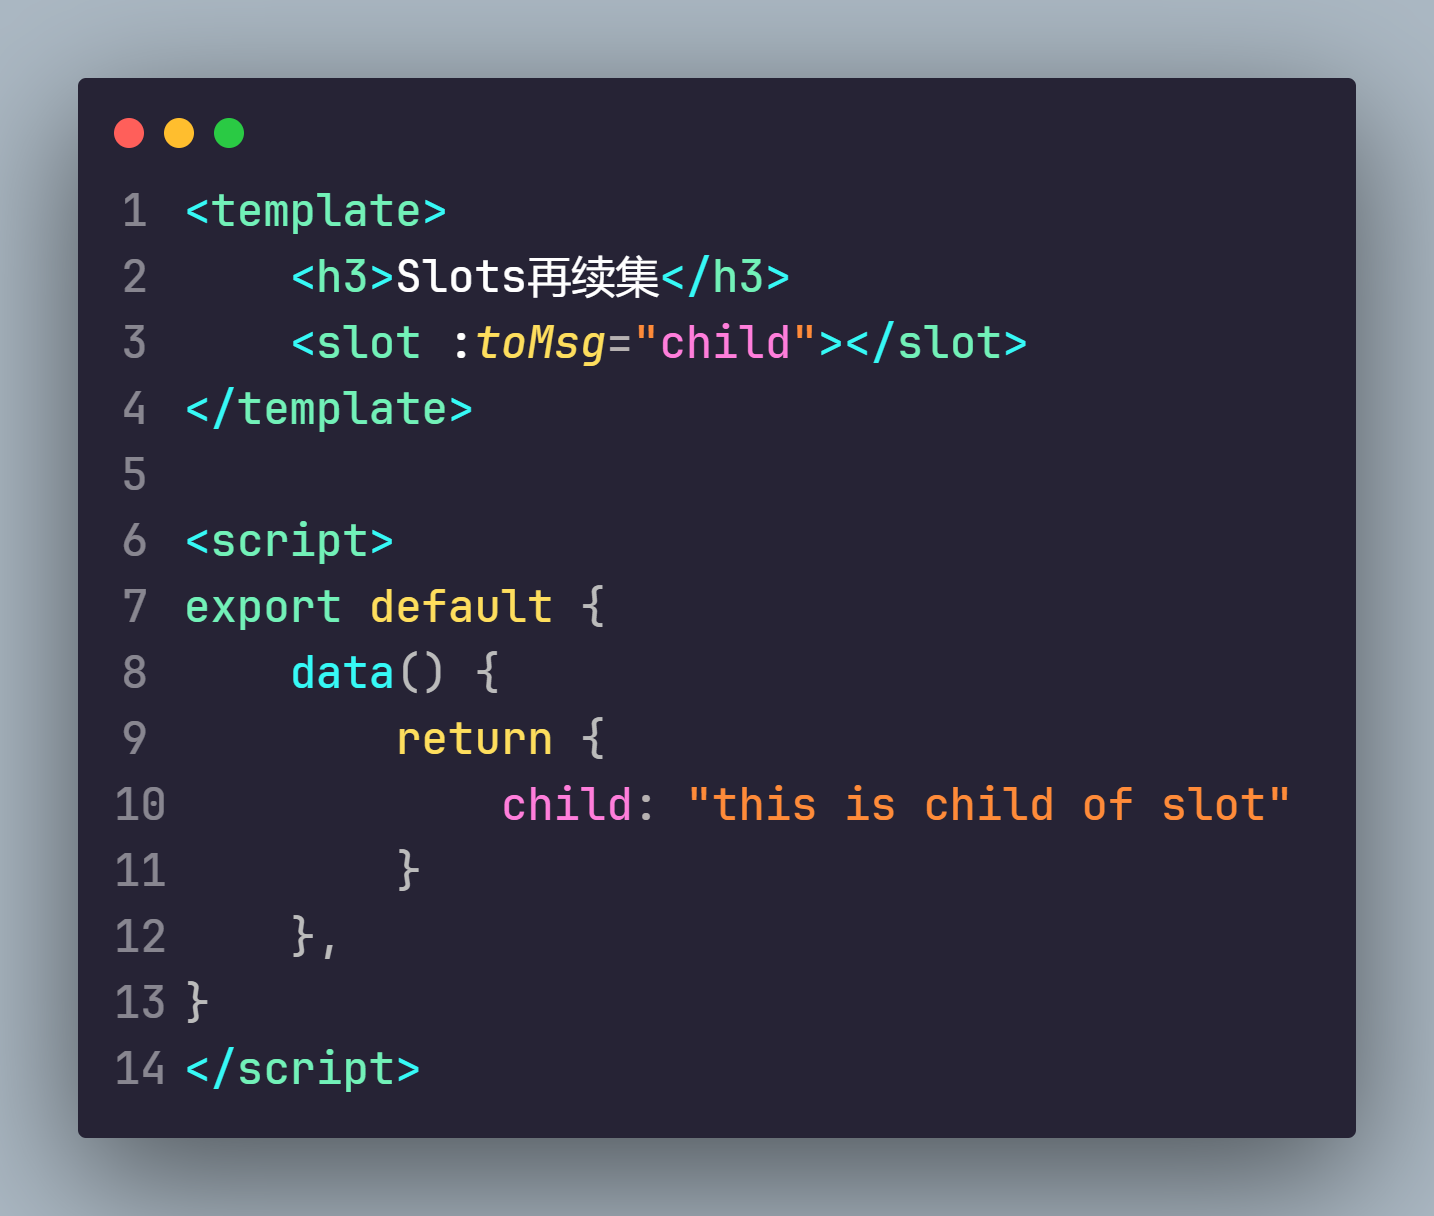 1 <template>
2     <h3>Slots再续集</h3>
3     <slot :toMsg="child"></slot>
4 </template>
5
6 <script>
7 export default {
8     data() {
9         return {
10             child: "this is child of slot"
11         }
12     },
13 }
14 </script>